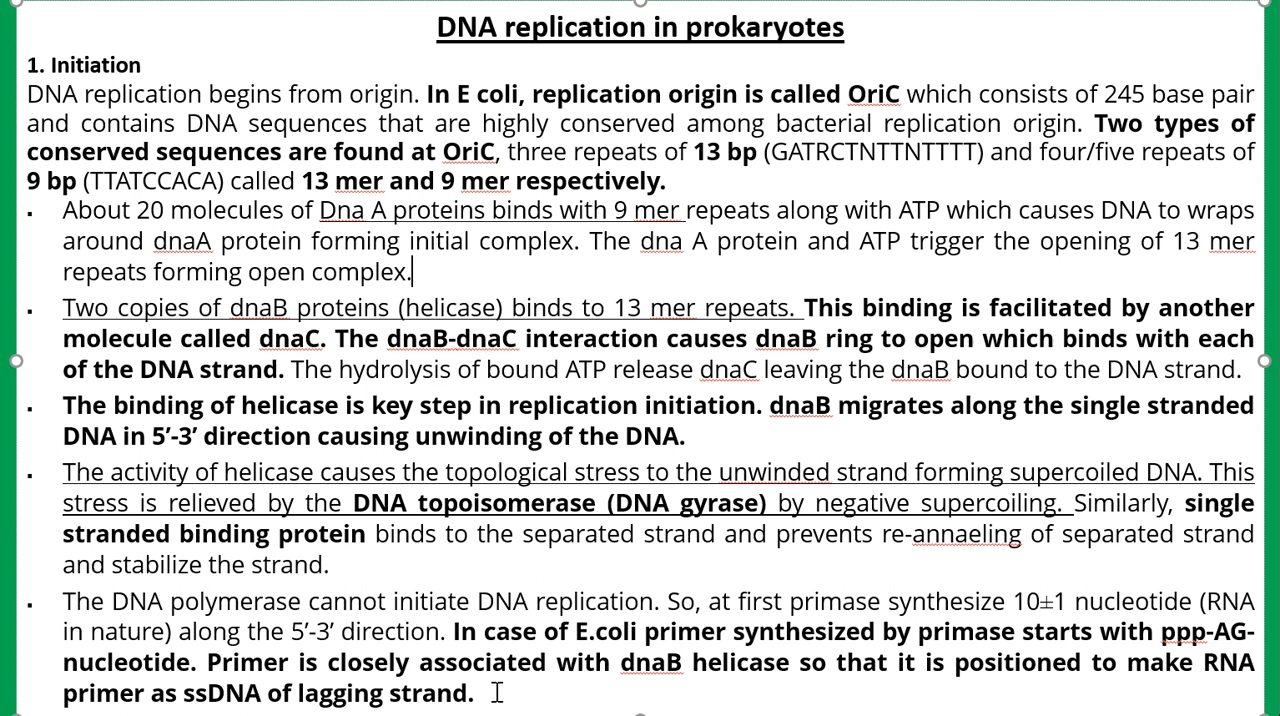 DNA replication in prokaryotes
1. Initiation
DNA replication begins from origin. In E coli, replication origin is called OriC which consists of 245 base pair
and contains DNA sequences that are highly conserved among bacterial replication origin. Two types of
conserved sequences are found at OriC, three repeats of 13 bp (GATRCTNTTNTTTT) and four/five repeats of
9 bp (TTATCCACA) called 13 mer and 9 mer respectively.
▪ About 20 molecules of Dna A proteins binds with 9 mer repeats along with ATP which causes DNA to wraps
around dnaA protein forming initial complex. The dna A protein and ATP trigger the opening of 13 mer
repeats forming open complex.
▪ Two copies of dnaB proteins (helicase) binds to 13 mer repeats. This binding is facilitated by another
molecule called dnaC. The dnaB-dnaC interaction causes dnaB ring to open which binds with each
of the DNA strand. The hydrolysis of bound ATP release dnaC leaving the dnaB bound to the DNA strand.
▪ The binding of helicase is key step in replication initiation. dnaB migrates along the single stranded
DNA in 5’-3’ direction causing unwinding of the DNA.
▪ The activity of helicase causes the topological stress to the unwinded strand forming supercoiled DNA. This
stress is relieved by the DNA topoisomerase (DNA gyrase) by negative supercoiling. Similarly, single
stranded binding protein binds to the separated strand and prevents re-annaeling of separated strand
and stabilize the strand.
▪ The DNA polymerase cannot initiate DNA replication. So, at first primase synthesize 10±1 nucleotide (RNA
in nature) along the 5’-3’ direction. In case of E.coli primer synthesized by primase starts with ppp-AG-
nucleotide. Primer is closely associated with dnaB helicase so that it is positioned to make RNA
primer as ssDNA of lagging strand.